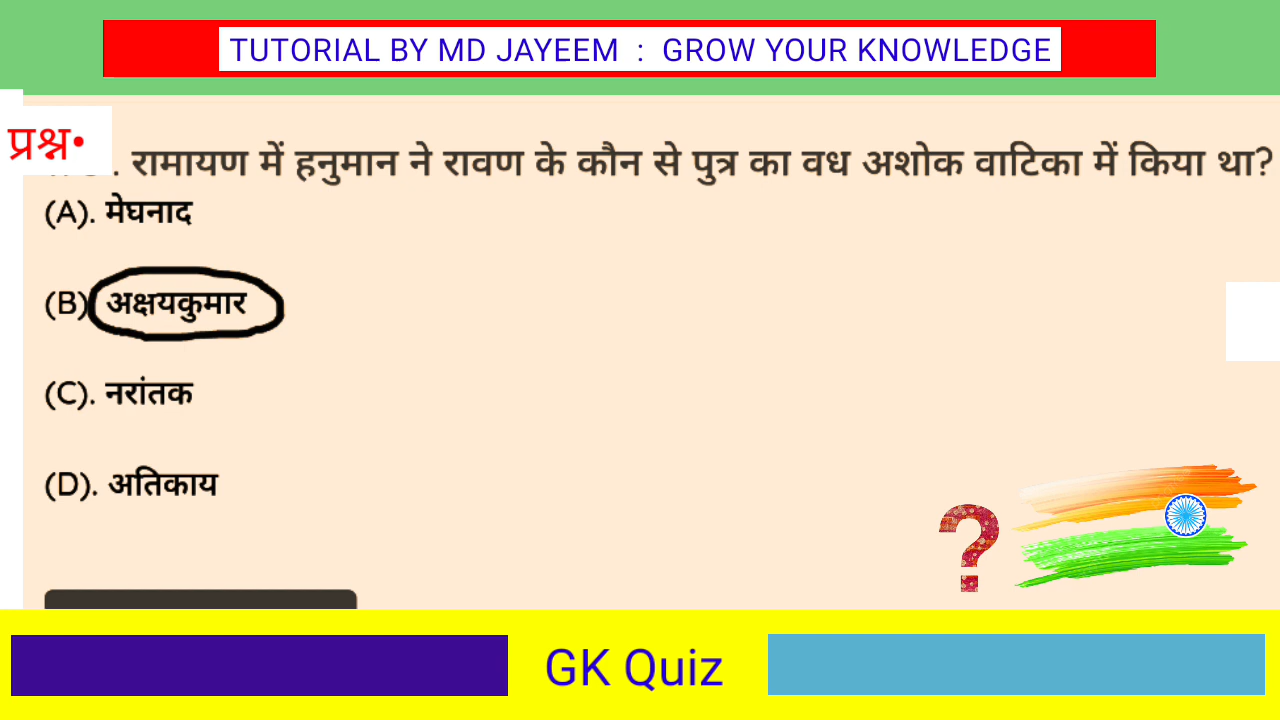 TUTORIAL BY MD JAYEEM : GROW YOUR KNOWLEDGE
प्रश्न•
. रामायण में हनुमान ने रावण के कौन से पुत्र का वध अशोक वाटिका में किया था?
(A). मेघनाद
(B) अक्षयकुमार
(C). नरांतक
(D). अतिकाय
?
GK Quiz